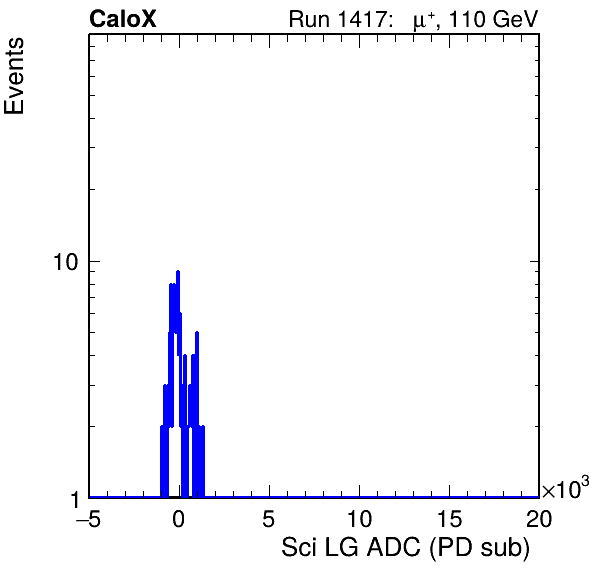 CaloX Run 1417: μ⁺, 110 GeV
Events
10
1
−5 0 5 10 15 20
×10³
Sci LG ADC (PD sub)